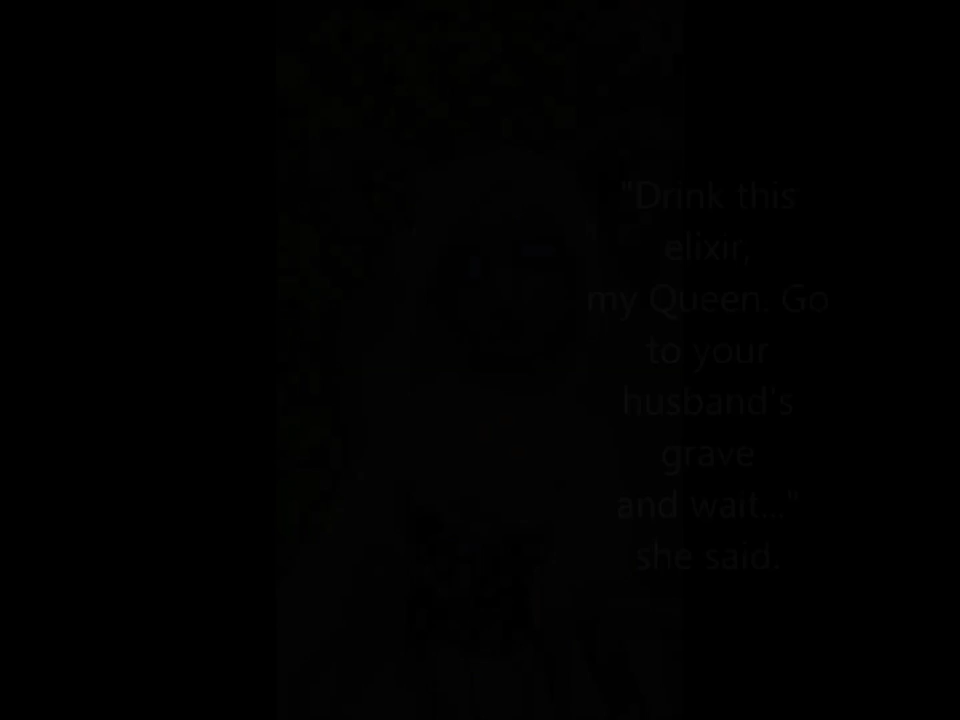 "Drink this
elixir,
my Queen. Go
to your
husband's
grave
and wait..."
she said.